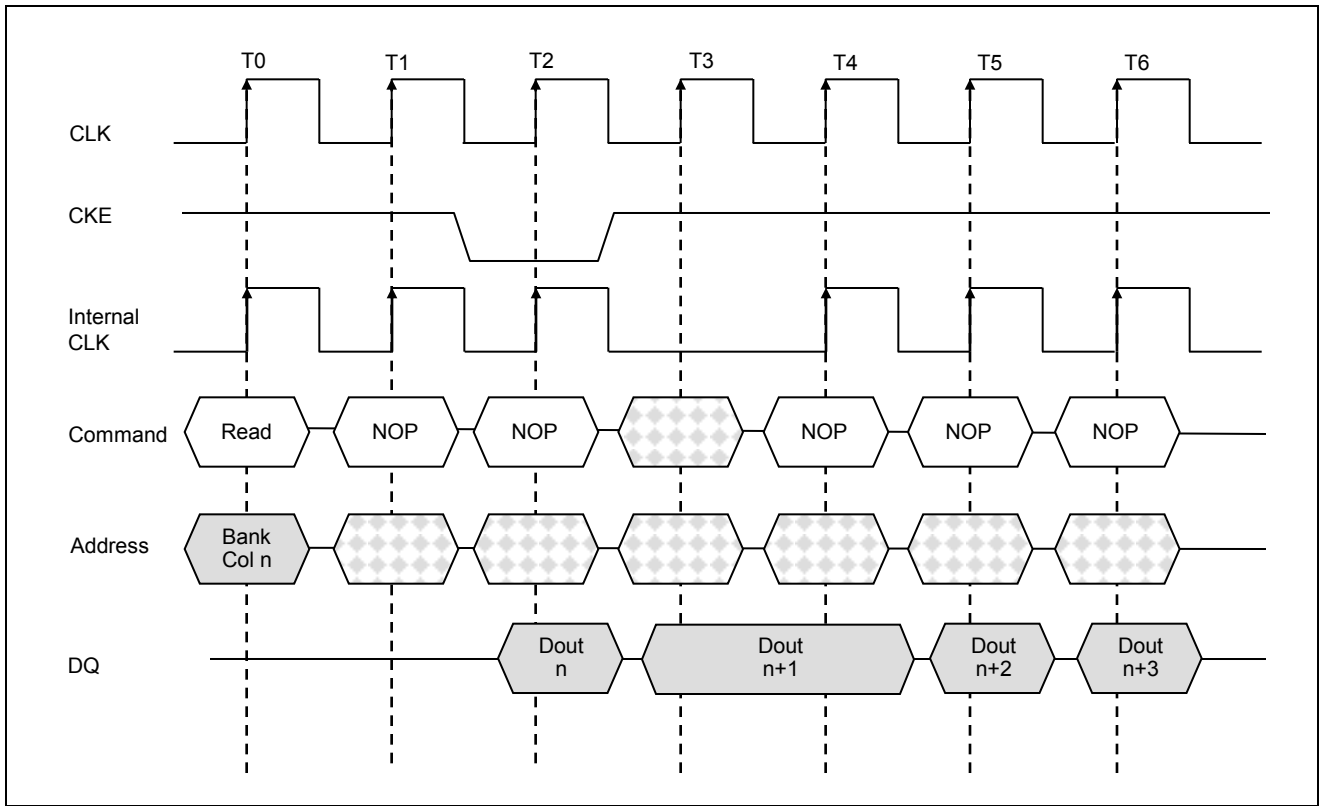 T0 T1 T2 T3 T4 T5 T6
CLK
CKE
Internal
CLK
Command Read NOP NOP NOP NOP NOP
Address Bank
Col n
DQ Dout
n Dout
n+1 Dout
n+2 Dout
n+3